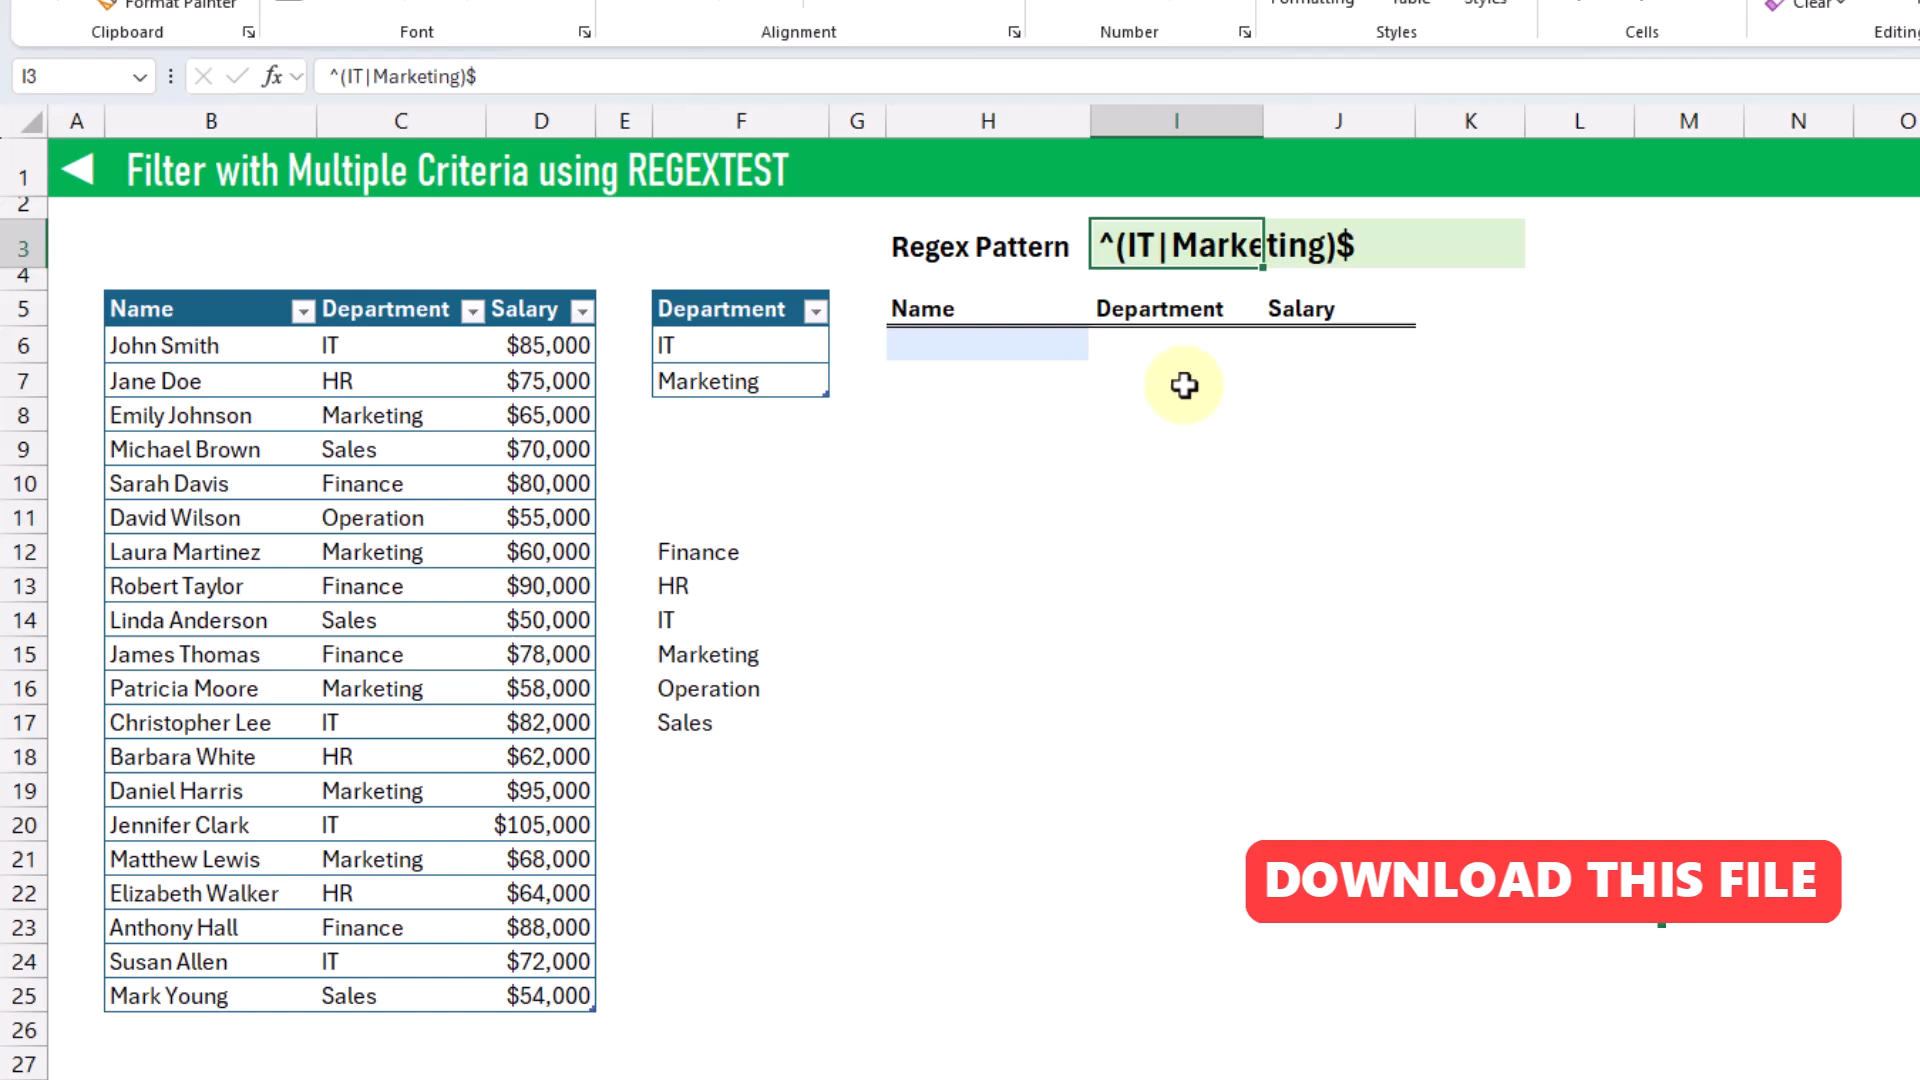 Format Painter
Clear
Clipboard Font Alignment Number Styles Cells Editing
I3 fx ^(IT|Marketing)$
A B C D E F G H I J K L M N O
1 Filter with Multiple Criteria using REGEXTEST
2
3 Regex Pattern ^(IT|Marketing)$
4
5 Name Department Salary Department Name Department Salary
6 John Smith IT $85,000 IT
7 Jane Doe HR $75,000 Marketing
8 Emily Johnson Marketing $65,000
9 Michael Brown Sales $70,000
10 Sarah Davis Finance $80,000
11 David Wilson Operation $55,000
12 Laura Martinez Marketing $60,000 Finance
13 Robert Taylor Finance $90,000 HR
14 Linda Anderson Sales $50,000 IT
15 James Thomas Finance $78,000 Marketing
16 Patricia Moore Marketing $58,000 Operation
17 Christopher Lee IT $82,000 Sales
18 Barbara White HR $62,000
19 Daniel Harris Marketing $95,000
20 Jennifer Clark IT $105,000
DOWNLOAD THIS FILE
21 Matthew Lewis Marketing $68,000
22 Elizabeth Walker HR $64,000
23 Anthony Hall Finance $88,000
24 Susan Allen IT $72,000
25 Mark Young Sales $54,000
26
27